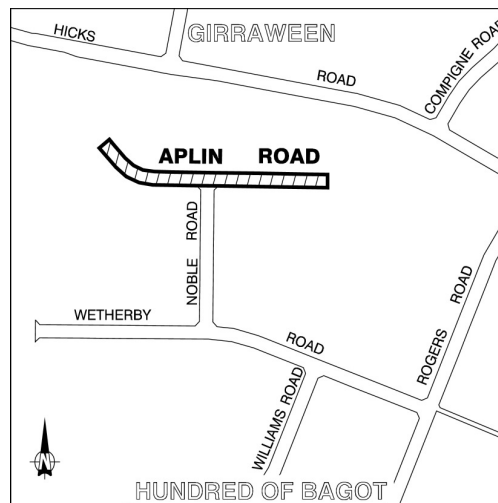 HICKS
GIRRAWEEN
ROAD
COMPIGNE ROAD
APLIN ROAD
NOBLE ROAD
WETHERBY
ROAD
ROGERS ROAD
WILLIAMS ROAD
N
HUNDRED OF BAGOT